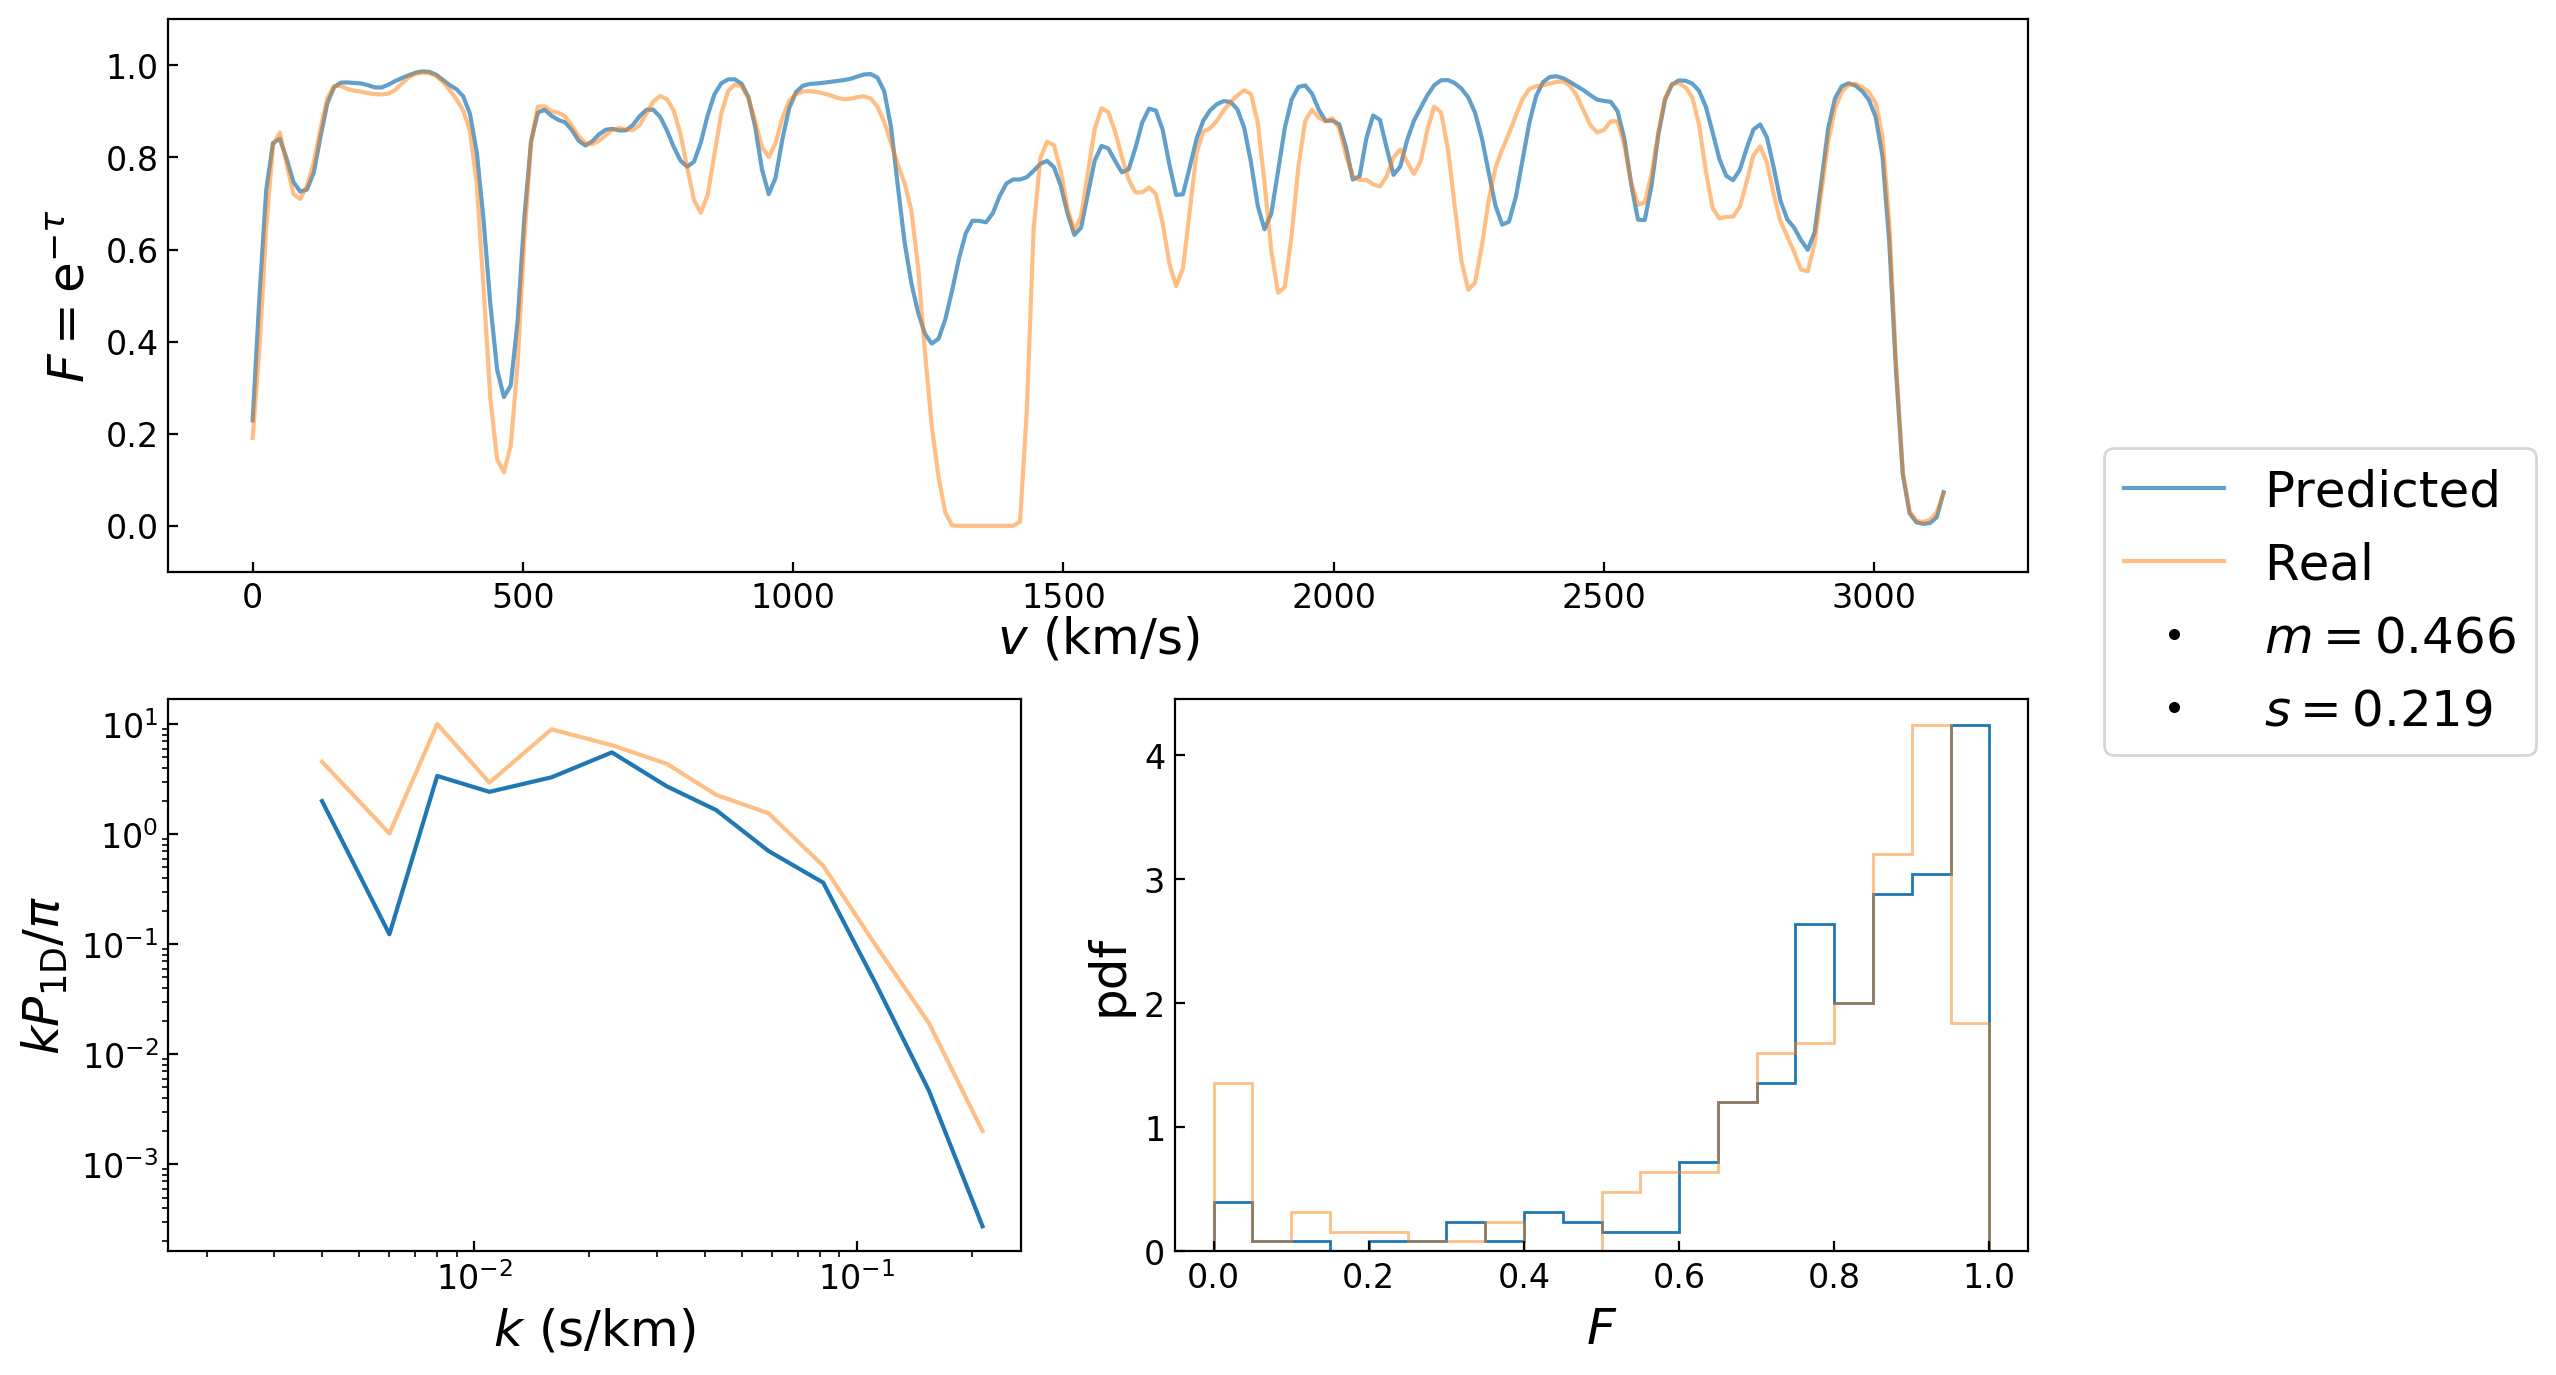 1.0
0.8
0.6
0.4
0.2
0.0
F = e^{-τ}
0 500 1000 1500 2000 2500 3000
v (km/s)
Predicted
Real
m = 0.466
s = 0.219
10^1
10^0
10^{-1}
10^{-2}
10^{-3}
kP_{1D}/π
10^{-2} 10^{-1}
k (s/km)
4
3
2
1
0
pdf
0.0 0.2 0.4 0.6 0.8 1.0
F